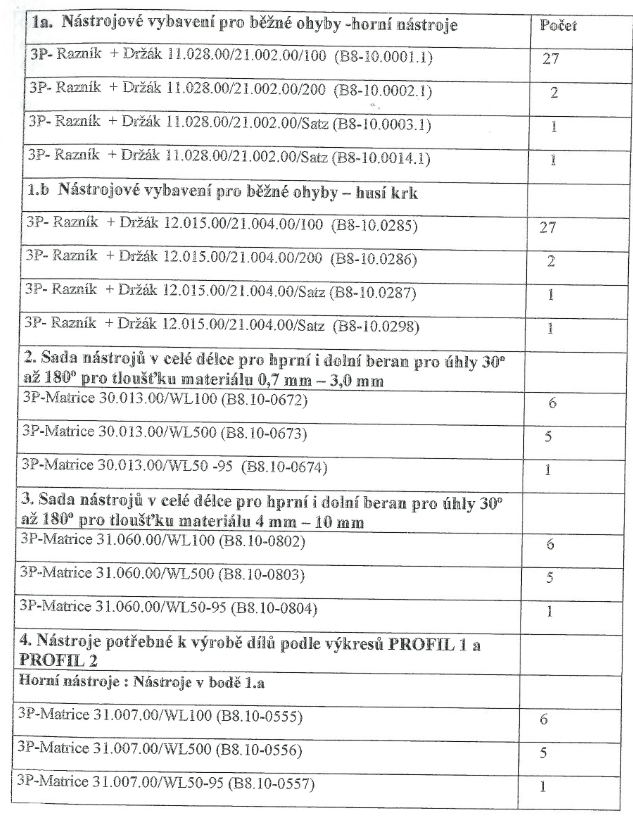 1a. Nástrojové vybavení pro běžné ohyby -horní nástroje Počet
3P- Razník + Držák 11.028.00/21.002.00/100 (B8-10.0001.1) 27
3P- Razník + Držák 11.028.00/21.002.00/200 (B8-10.0002.1) 2
3P- Razník + Držák 11.028.00/21.002.00/Satz (B8-10.0003.1) 1
3P- Razník + Držák 11.028.00/21.002.00/Satz (B8-10.0014.1) 1
1.b Nástrojové vybavení pro běžné ohyby – husí krk
3P- Razník + Držák 12.015.00/21.004.00/100 (B8-10.0285) 27
3P- Razník + Držák 12.015.00/21.004.00/200 (B8-10.0286) 2
3P- Razník + Držák 12.015.00/21.004.00/Satz (B8-10.0287) 1
3P- Razník + Držák 12.015.00/21.004.00/Satz (B8-10.0298) 1
2. Sada nástrojů v celé délce pro hprní i dolní beran pro úhly 30º
až 180º pro tloušťku materiálu 0,7 mm – 3,0 mm
3P-Matrice 30.013.00/WL100 (B8.10-0672) 6
3P-Matrice 30.013.00/WL500 (B8.10-0673) 5
3P-Matrice 30.013.00/WL50 -95 (B8.10-0674) 1
3. Sada nástrojů v celé délce pro hprní i dolní beran pro úhly 30º
až 180º pro tloušťku materiálu 4 mm – 10 mm
3P-Matrice 31.060.00/WL100 (B8.10-0802) 6
3P-Matrice 31.060.00/WL500 (B8.10-0803) 5
3P-Matrice 31.060.00/WL50-95 (B8.10-0804) 1
4. Nástroje potřebné k výrobě dílů podle výkresů PROFIL 1 a
PROFIL 2
Horní nástroje : Nástroje v bodě 1.a
3P-Matrice 31.007.00/WL100 (B8.10-0555) 6
3P-Matrice 31.007.00/WL500 (B8.10-0556) 5
3P-Matrice 31.007.00/WL50-95 (B8.10-0557) 1